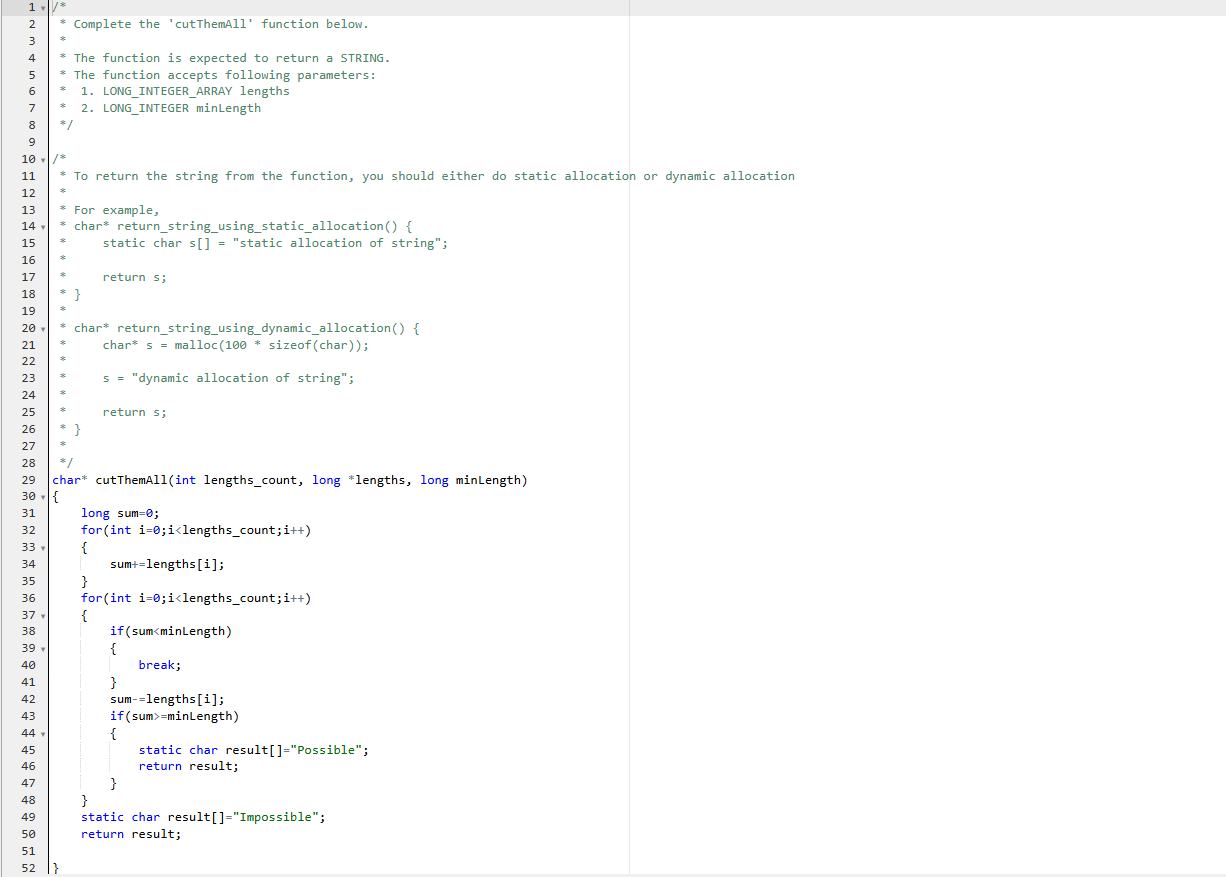 1 /*
2  * Complete the 'cutThemAll' function below.
3  *
4  * The function is expected to return a STRING.
5  * The function accepts following parameters:
6  *  1. LONG_INTEGER_ARRAY lengths
7  *  2. LONG_INTEGER minLength
8  */
9
10 /*
11  * To return the string from the function, you should either do static allocation or dynamic allocation
12  *
13  * For example,
14  * char* return_string_using_static_allocation() {
15  *     static char s[] = "static allocation of string";
16  *
17  *     return s;
18  * }
19  *
20  * char* return_string_using_dynamic_allocation() {
21  *     char* s = malloc(100 * sizeof(char));
22  *
23  *     s = "dynamic allocation of string";
24  *
25  *     return s;
26  * }
27  *
28  */
29 char* cutThemAll(int lengths_count, long *lengths, long minLength)
30 {
31     long sum=0;
32     for(int i=0;i<lengths_count;i++)
33     {
34         sum+=lengths[i];
35     }
36     for(int i=0;i<lengths_count;i++)
37     {
38         if(sum<minLength)
39         {
40             break;
41         }
42         sum-=lengths[i];
43         if(sum>=minLength)
44         {
45             static char result[]="Possible";
46             return result;
47         }
48     }
49     static char result[]="Impossible";
50     return result;
51
52 }